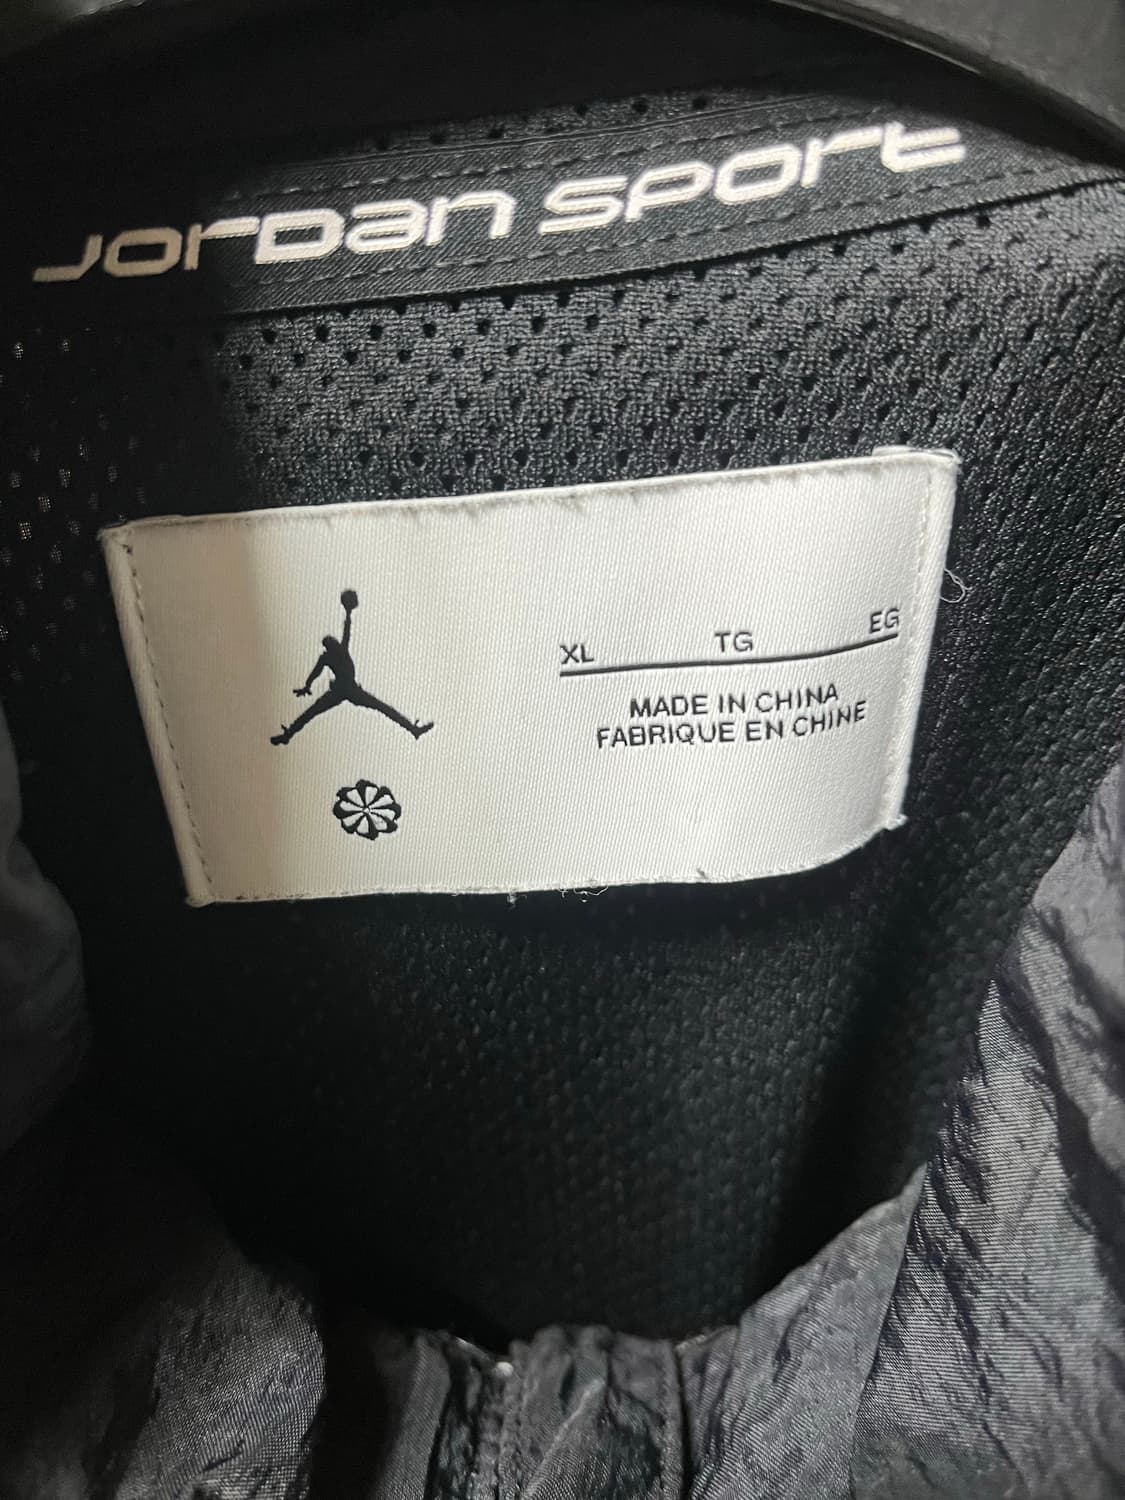 JorDan SPorT
XL TG EG
MADE IN CHINA
FABRIQUE EN CHINE